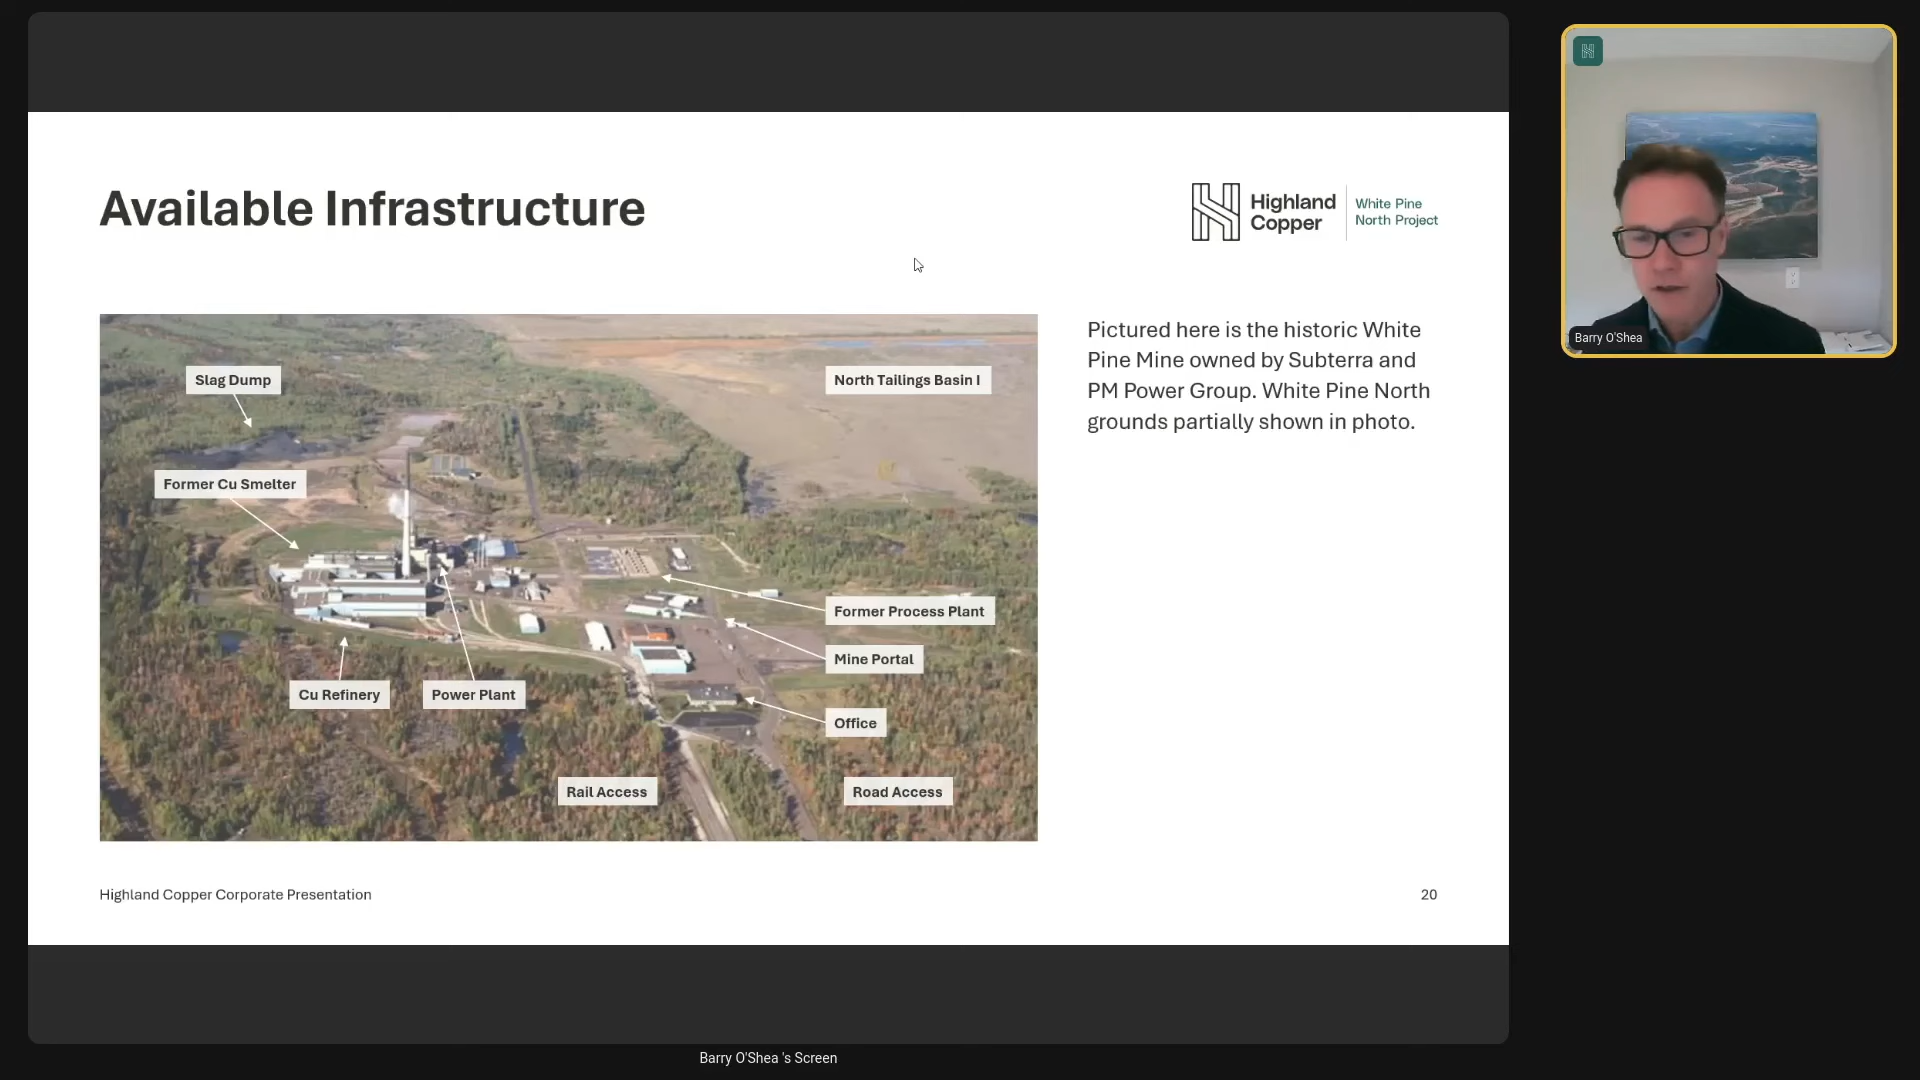 Available Infrastructure
Highland
Copper
White Pine
North Project
Slag Dump
North Tailings Basin I
Former Cu Smelter
Former Process Plant
Mine Portal
Cu Refinery
Power Plant
Office
Rail Access
Road Access
Pictured here is the historic White
Pine Mine owned by Subterra and
PM Power Group. White Pine North
grounds partially shown in photo.
Highland Copper Corporate Presentation
20
Barry O'Shea
Barry O'Shea 's Screen